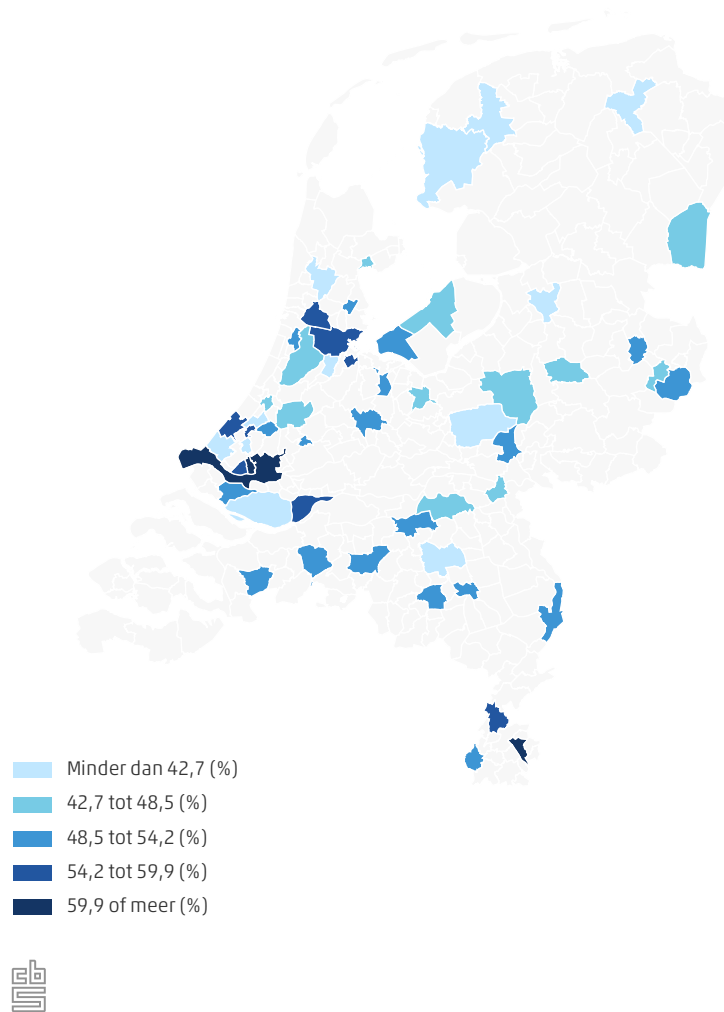 Minder dan 42,7 (%)
42,7 tot 48,5 (%)
48,5 tot 54,2 (%)
54,2 tot 59,9 (%)
59,9 of meer (%)
cbs